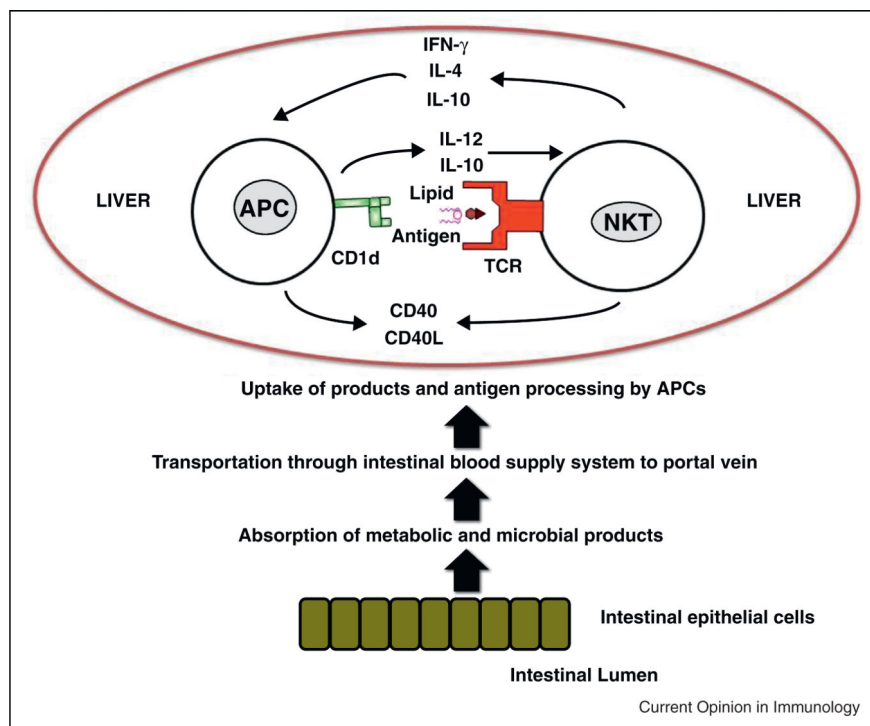 IFN-γ
IL-4
IL-10
IL-12
IL-10
LIVER
APC
Lipid
Antigen
CD1d
TCR
NKT
LIVER
CD40
CD40L
Uptake of products and antigen processing by APCs
Transportation through intestinal blood supply system to portal vein
Absorption of metabolic and microbial products
Intestinal epithelial cells
Intestinal Lumen
Current Opinion in Immunology